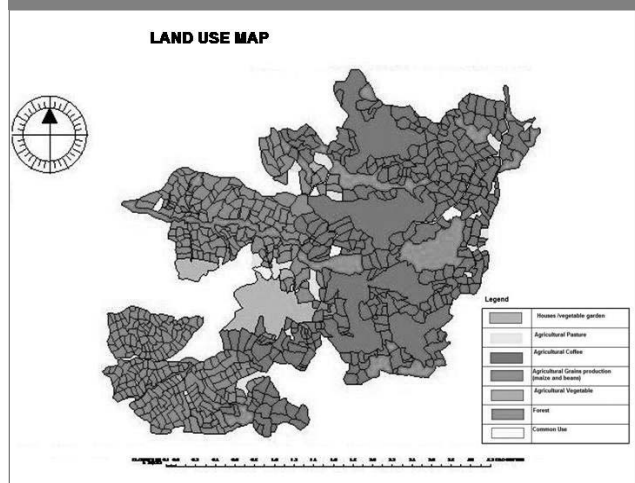 LAND USE MAP
Legend
Houses /vegetable garden
Agricultural Pasture
Agricultural Coffee
Agricultural Grains production
(maize and beans)
Agricultural Vegetable
Forest
Common Use